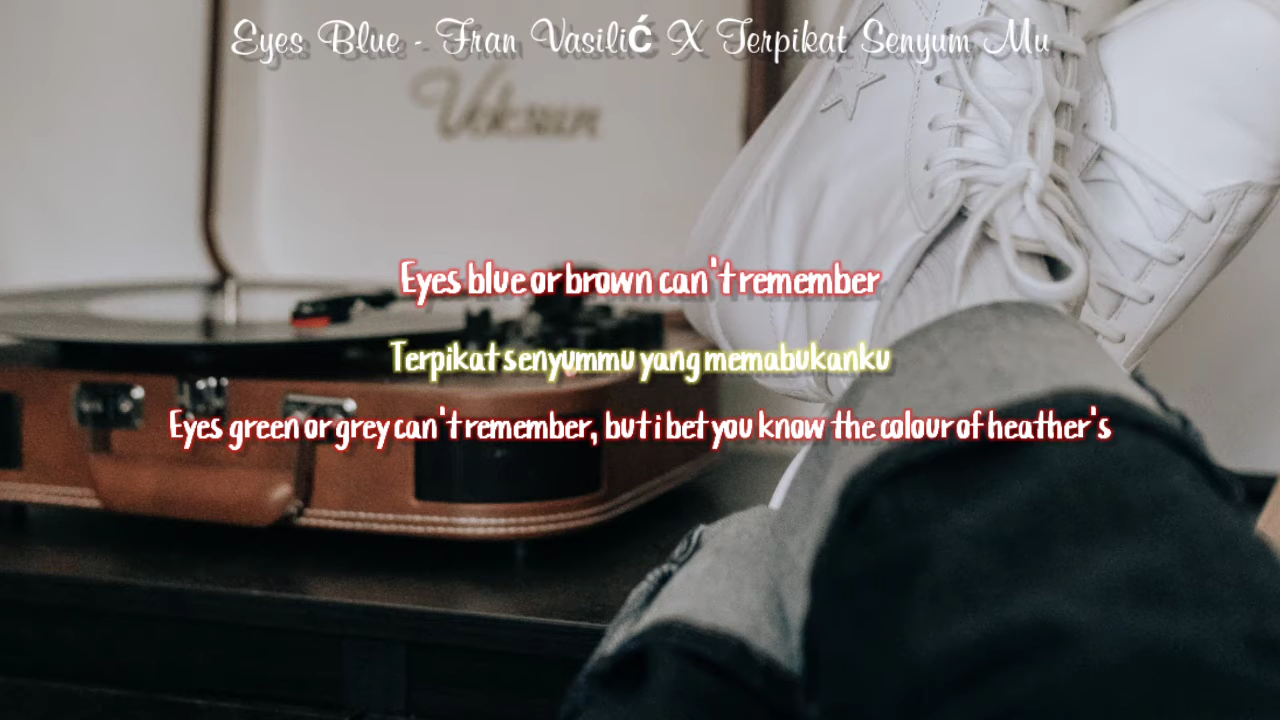 Eyes Blue - Fran Vasilić X Terpikat Senyum Mu
Voksun
Eyes blue or brown can't remember
Terpikat senyummu yang memabukanku
Eyes green or grey can't remember, but i bet you know the colour of heather's